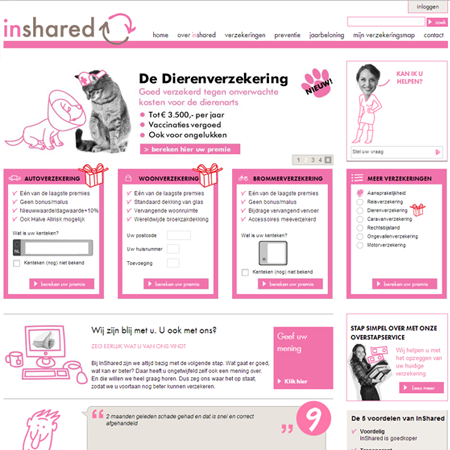 inloggen
inshared
zoek
home over inshared verzekeringen preventie jaarbeloning mijn verzekeringsmap contact
De Dierenverzekering
Goed verzekerd tegen onverwachte
kosten voor de dierenarts
Tot € 3.500,- per jaar
Vaccinaties vergoed
Ook voor ongelukken
> bereken hier uw premie
NIEUW!
1 2 3 4
KAN IK U
HELPEN?
Stel uw vraag
AUTOVERZEKERING
Eén van de laagste premies
Geen bonus/malus
Nieuwwaarde/dagwaarde+10%
Ook Halve Allrisk mogelijk
Wat is uw kenteken?
NL
Kenteken (nog) niet bekend
bereken uw premie
WOONVERZEKERING
Eén van de laagste premies
Standaard dekking van glas
Vervangende woonruimte
Werelddekking bezoekt
Uw postcode
Uw huisnummer
Toevoeging
bereken uw premie
BROMMERVERZEKERING
Eén van de laagste premies
Geen bonus/malus
Bijdrage vervangend vervoer
Accessoires meeverzekerd
Wat is uw kenteken?
Kenteken (nog) niet bekend
bereken uw premie
MEER VERZEKERINGEN
Aansprakelijkheid
Reisverzekering
Dierenverzekering
Caravanverzekering
Rechtsbijstand
Ongevallenverzekering
Motorverzekering
bereken uw premie
Wij zijn blij met u. U ook met ons?
ZEG EERLIJK WAT U VAN ONS VINDT
Bij InShared zijn we altijd bezig met de volgende stap. Wat gaat er goed,
wat kan er beter? Daar heeft u ongetwijfeld zelf ook een mening over.
En die willen we heel graag horen. Dus zeg ons waar het op staat,
zodat we u voortaan nog beter kunnen verzekeren.
Geef uw
mening
Klik hier
STAP SIMPEL OVER MET ONZE
OVERSTAPSERVICE
Wij helpen u met
het opzeggen van
uw huidige
verzekering
Lees meer
2 maanden geleden schade gehad en dat is snel en correct
afgehandeld
9
De 5 voordelen van InShared
Voordelig
InShared is goedkoper